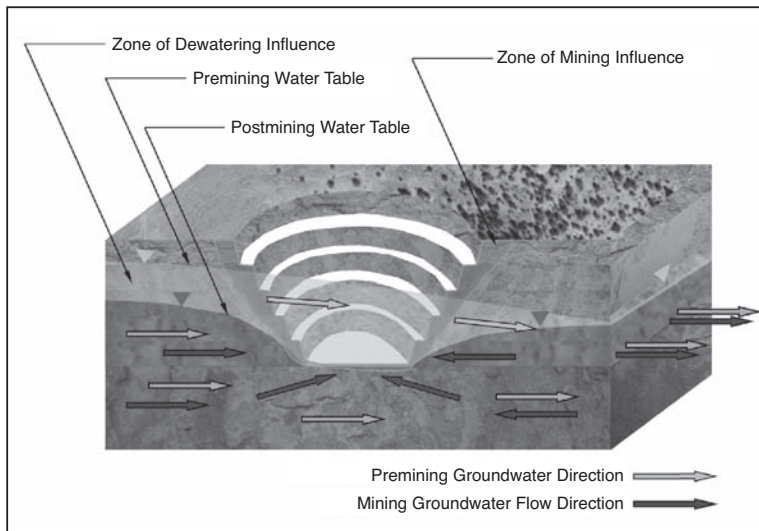 Zone of Dewatering Influence
Zone of Mining Influence
Premining Water Table
Postmining Water Table
Premining Groundwater Direction
Mining Groundwater Flow Direction